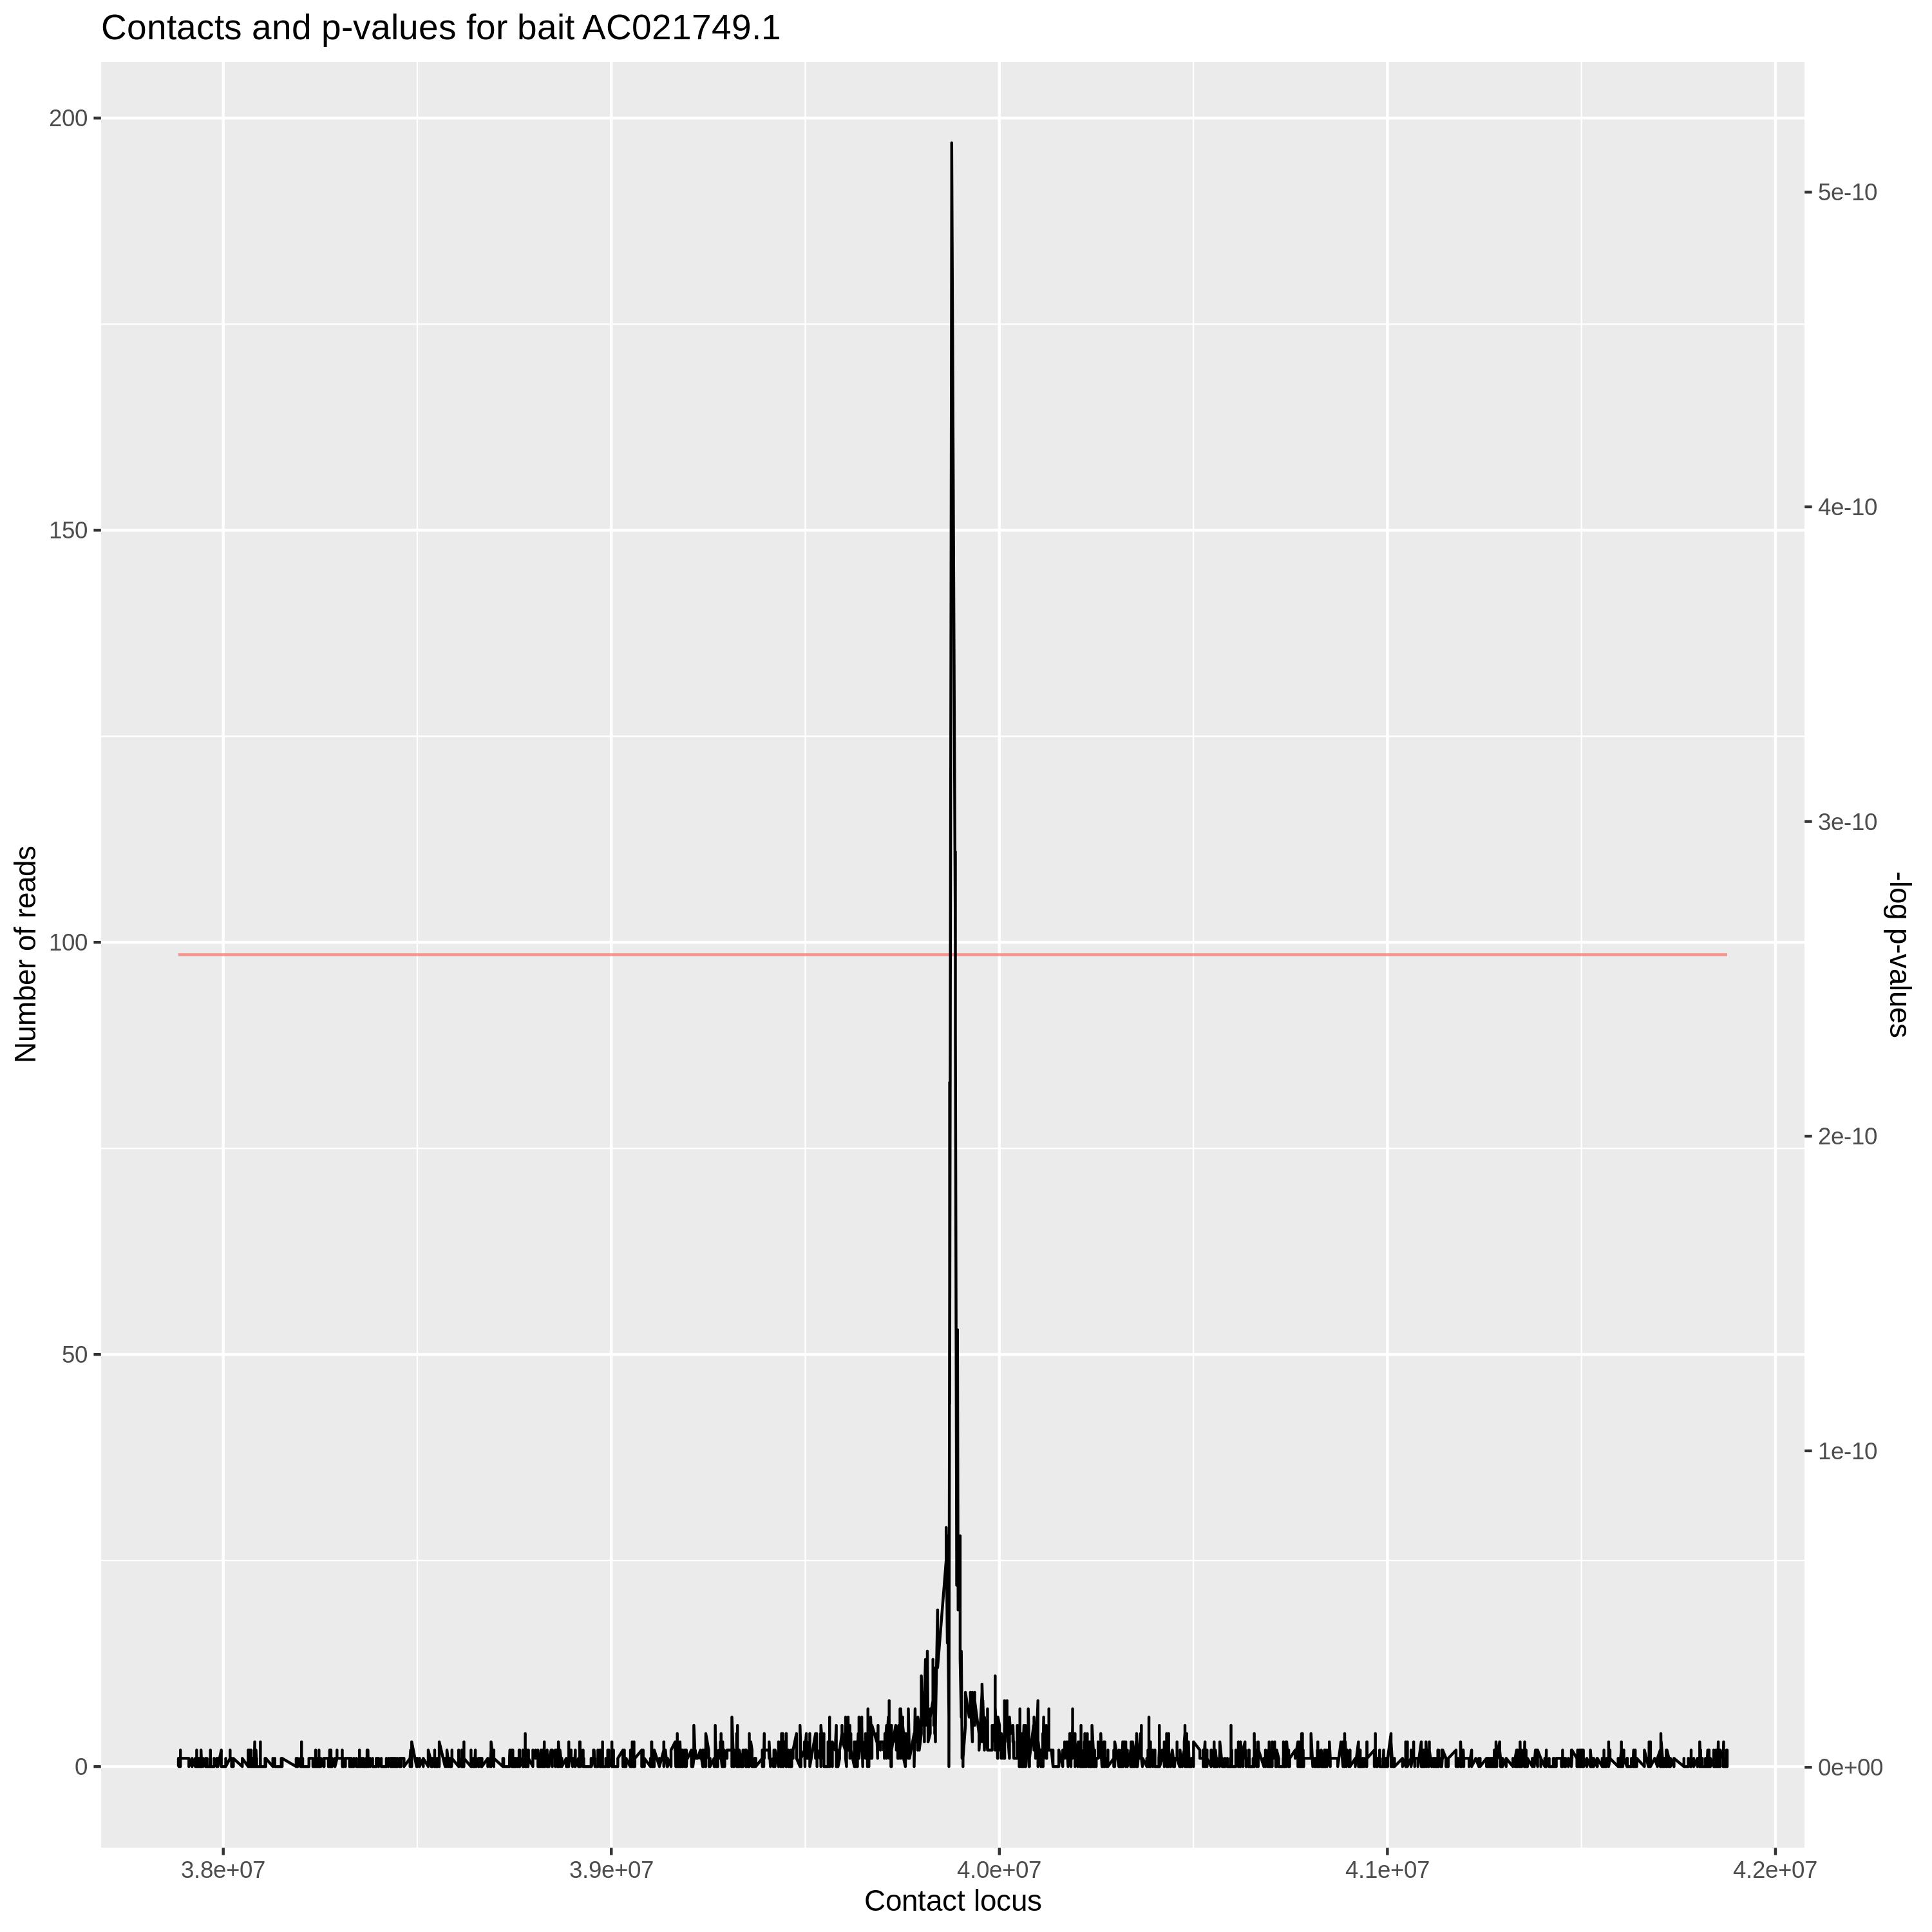 Contacts and p-values for bait AC021749.1
200
150
100
50
0
Number of reads
5e-10
4e-10
3e-10
2e-10
1e-10
0e+00
-log p-values
3.8e+07
3.9e+07
4.0e+07
4.1e+07
4.2e+07
Contact locus